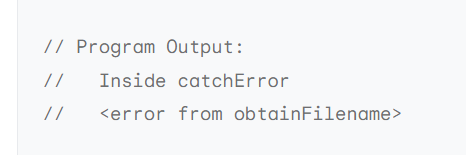 // Program Output:
//   Inside catchError
//   <error from obtainFilename>